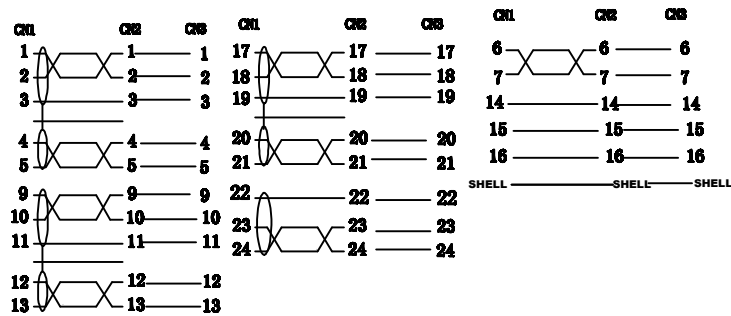 CN1 CN2 CN3
1 1 1
2 2 2
3 3 3
4 4 4
5 5 5
9 9 9
10 10 10
11 11 11
12 12 12
13 13 13
CN1 CN2 CN3
17 17 17
18 18 18
19 19 19
20 20 20
21 21 21
22 22 22
23 23 23
24 24 24
CN1 CN2 CN3
6 6 6
7 7 7
14 14 14
15 15 15
16 16 16
SHELL SHELL SHELL